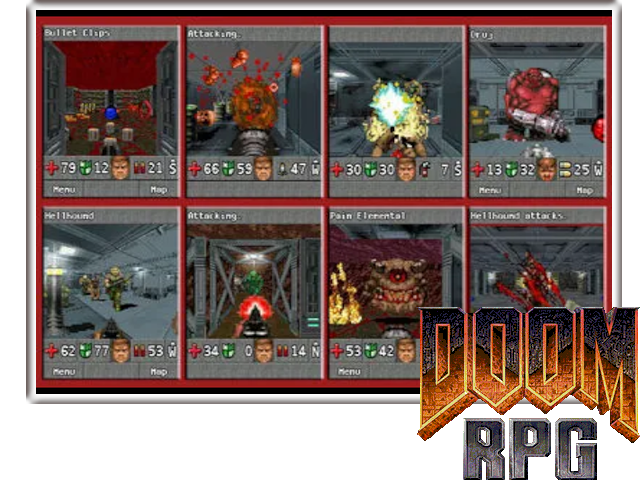 Bullet Clips
Attacking.
79 12 21 S
Menu Map
66 59 47 W
30 30 7 S
13 32 25 W
Menu Map
Hellhound
Attacking.
Pain Elemental
Hellhound attacks.
62 77 53 W
Menu Map
34 0 14 N
53 42
Menu
DOOM
RPG